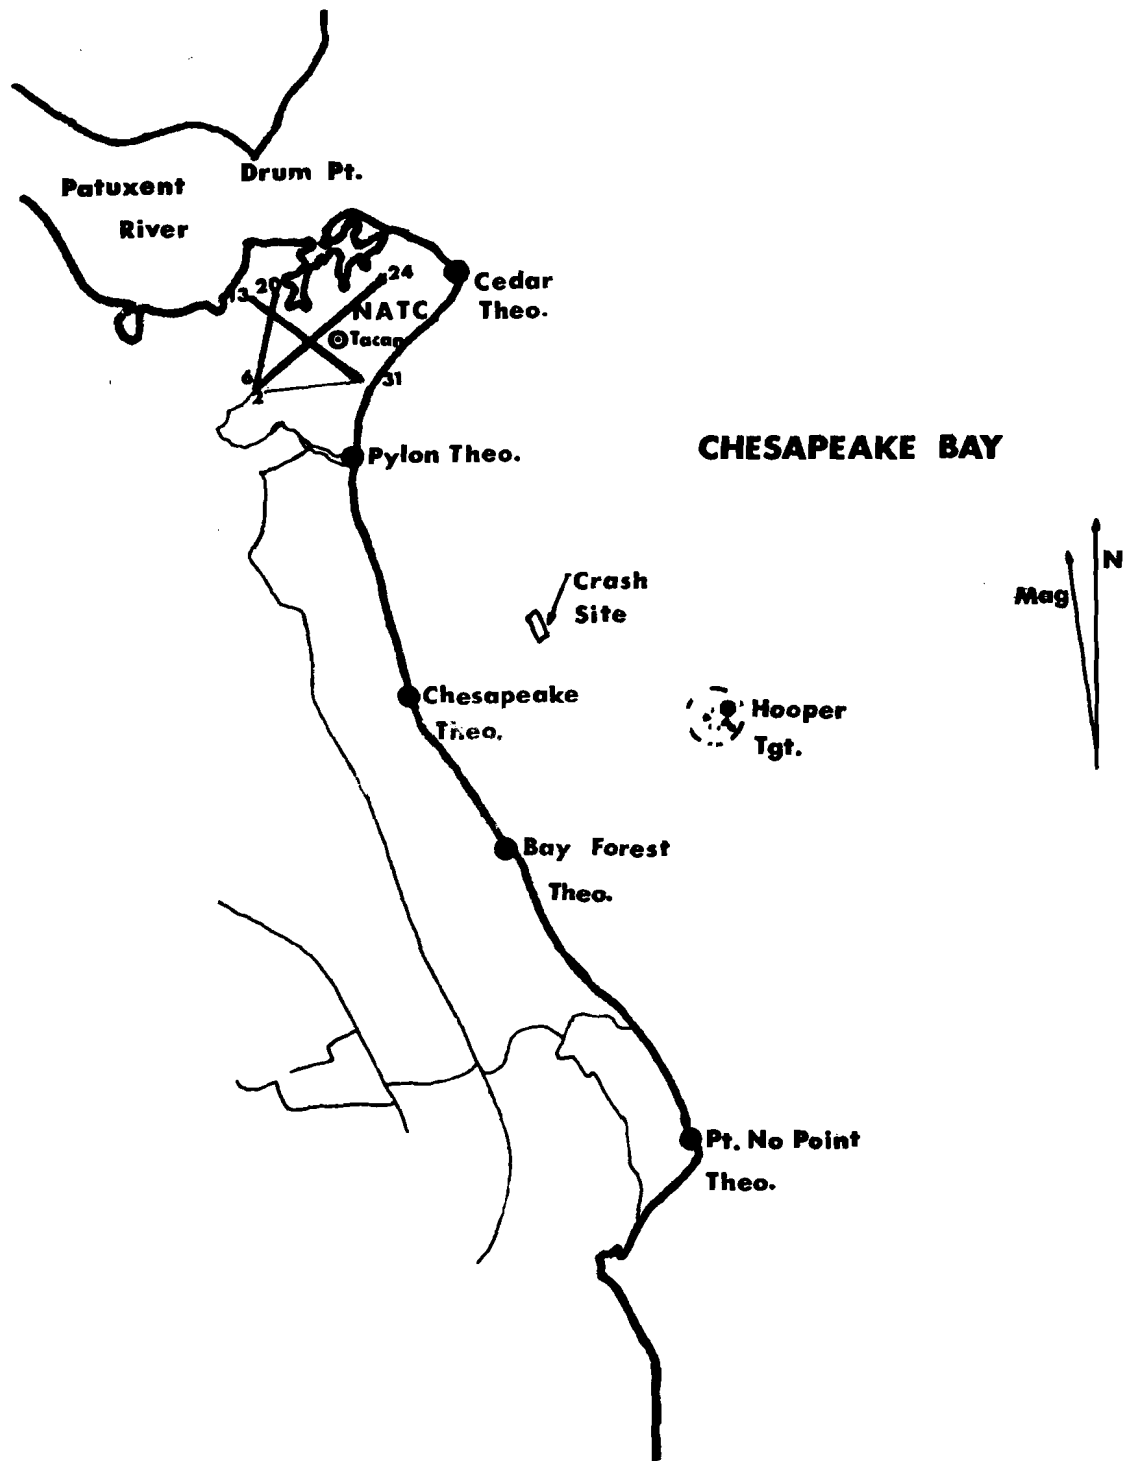 Drum Pt.
Patuxent
River
Cedar
Theo.
20
24
13
NATC
Tacan
6
2
31
Pylon Theo.
CHESAPEAKE BAY
N
Mag
Crash
Site
Chesapeake
Theo.
Hooper
Tgt.
Bay Forest
Theo.
Pt. No Point
Theo.